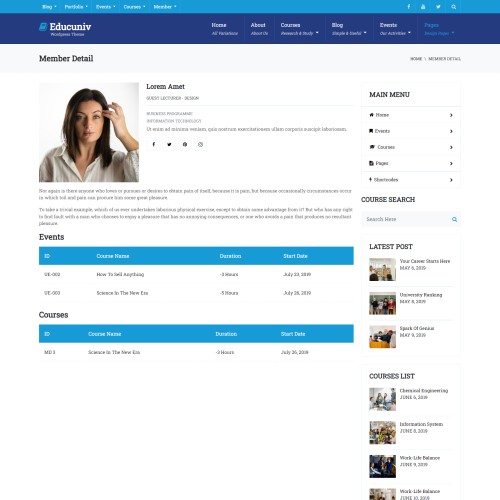 Blog Portfolio Events Courses Member
Educuniv
Wordpress Theme
Home About Courses Blog Events Pages
All Variations About Us Research & Study Simple & Useful Our Activities Design Pages
Member Detail
HOME \ MEMBER DETAIL
Lorem Amet
GUEST LECTURER - DESIGN
BUSINESS PROGRAMME
INFORMATION TECHNOLOGY
Ut enim ad minima veniam, quis nostrum exercitationem ullam corporis suscipit laboriosam.
Nor again is there anyone who loves or pursues or desires to obtain pain of itself, because it is pain, but because occasionally circumstances occur
in which toil and pain can procure him some great pleasure.
To take a trivial example, which of us ever undertakes laborious physical exercise, except to obtain some advantage from it? But who has any right
to find fault with a man who chooses to enjoy a pleasure that has no annoying consequences, or one who avoids a pain that produces no resultant
pleasure.
Events
ID Course Name Duration Start Date
UE-002 How To Sell Anything -3 Hours July 23, 2019
UE-003 Science In The New Era -3 Hours July 26, 2019
Courses
ID Course Name Duration Start Date
MD 3 Science In The New Era -3 Hours July 26, 2019
MAIN MENU
Home
Events
Courses
Pages
Shortcodes
COURSE SEARCH
Search Here
LATEST POST
Your Career Starts Here
MAY 6, 2019
University Ranking
MAY 8, 2019
Spark Of Genius
MAY 9, 2019
COURSES LIST
Chemical Engineering
JUNE 6, 2019
Information System
JUNE 8, 2019
Work-Life Balance
JUNE 9, 2019
Work-Life Balance
JUNE 10, 2019